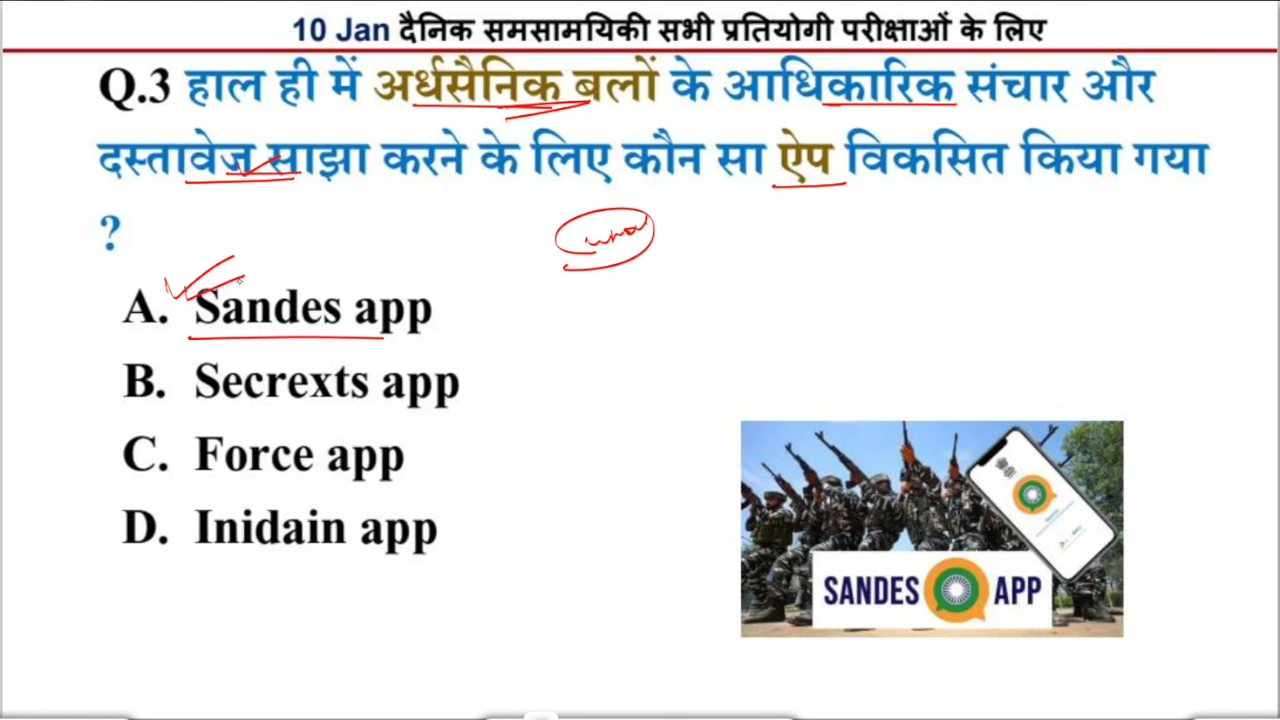 10 Jan दैनिक समसामयिकी सभी प्रतियोगी परीक्षाओं के लिए
Q.3 हाल ही में अर्धसैनिक बलों के आधिकारिक संचार और
दस्तावेज साझा करने के लिए कौन सा ऐप विकसित किया गया
?
A. Sandes app
B. Secrexts app
C. Force app
D. Inidain app
SANDES APP